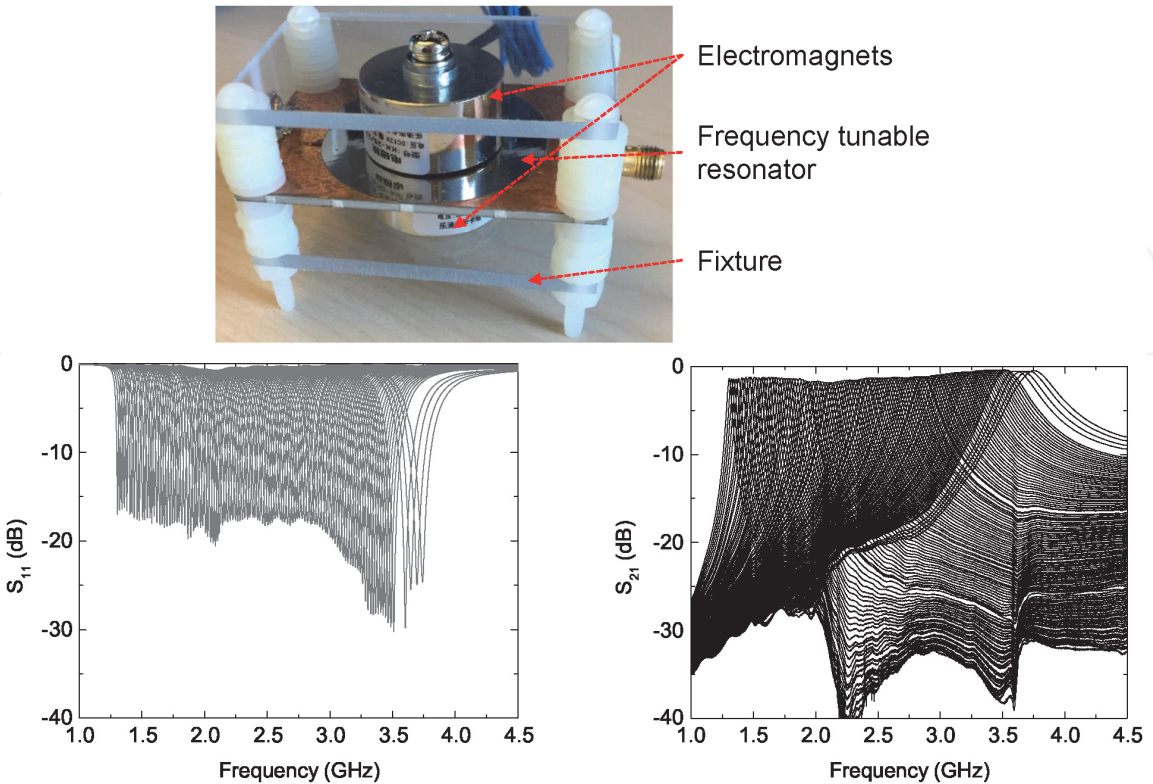 Electromagnets
Frequency tunable
resonator
Fixture
0
-10
-20
-30
-40
S11 (dB)
1.0 1.5 2.0 2.5 3.0 3.5 4.0 4.5
Frequency (GHz)
0
-10
-20
-30
-40
S21 (dB)
1.0 1.5 2.0 2.5 3.0 3.5 4.0 4.5
Frequency (GHz)